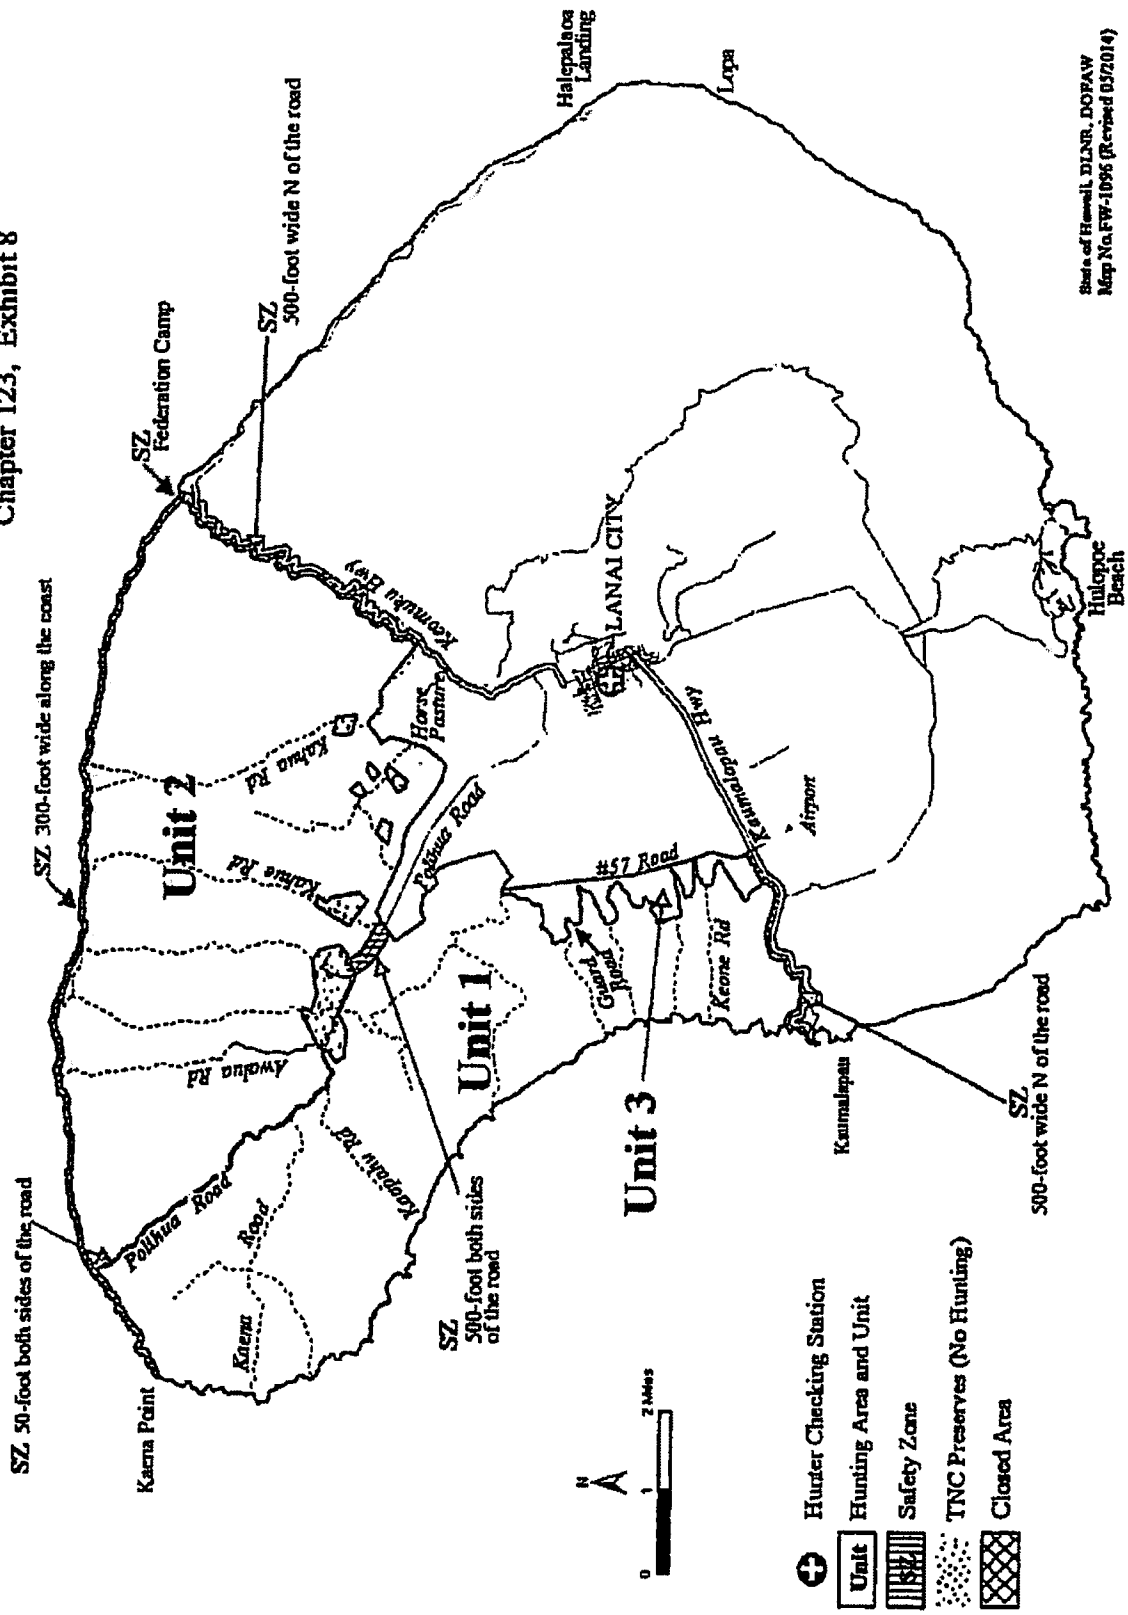 Chapter 123, Exhibit 8
SZ 50-foot both sides of the road
SZ 300-foot wide along the coast
SZ
Federation Camp
SZ
500-foot wide N of the road
Kaena Point
Polihua Road
Awalua Rd
Unit 2
Kahue Rd
Kahua Rd
Kaena Road
Kaopahu Rd
Horse
Pasture
Keomuku Hwy
Polihua Road
SZ
500-foot both sides
of the road
Unit 1
Halepalaoa
Landing
Lopa
Guard
Road
#57 Road
LANAI CITY
Unit 3
Keone Rd
Kaumalapau Hwy
Airport
Kaumalapau
SZ
500-foot wide N of the road
Hulopoe
Beach
N
0 1 2 Miles
Hunter Checking Station
Unit Hunting Area and Unit
SZ Safety Zone
TNC Preserves (No Hunting)
Closed Area
State of Hawaii, DLNR, DOFAW
Map No.FW-1096 (Revised 05/2014)